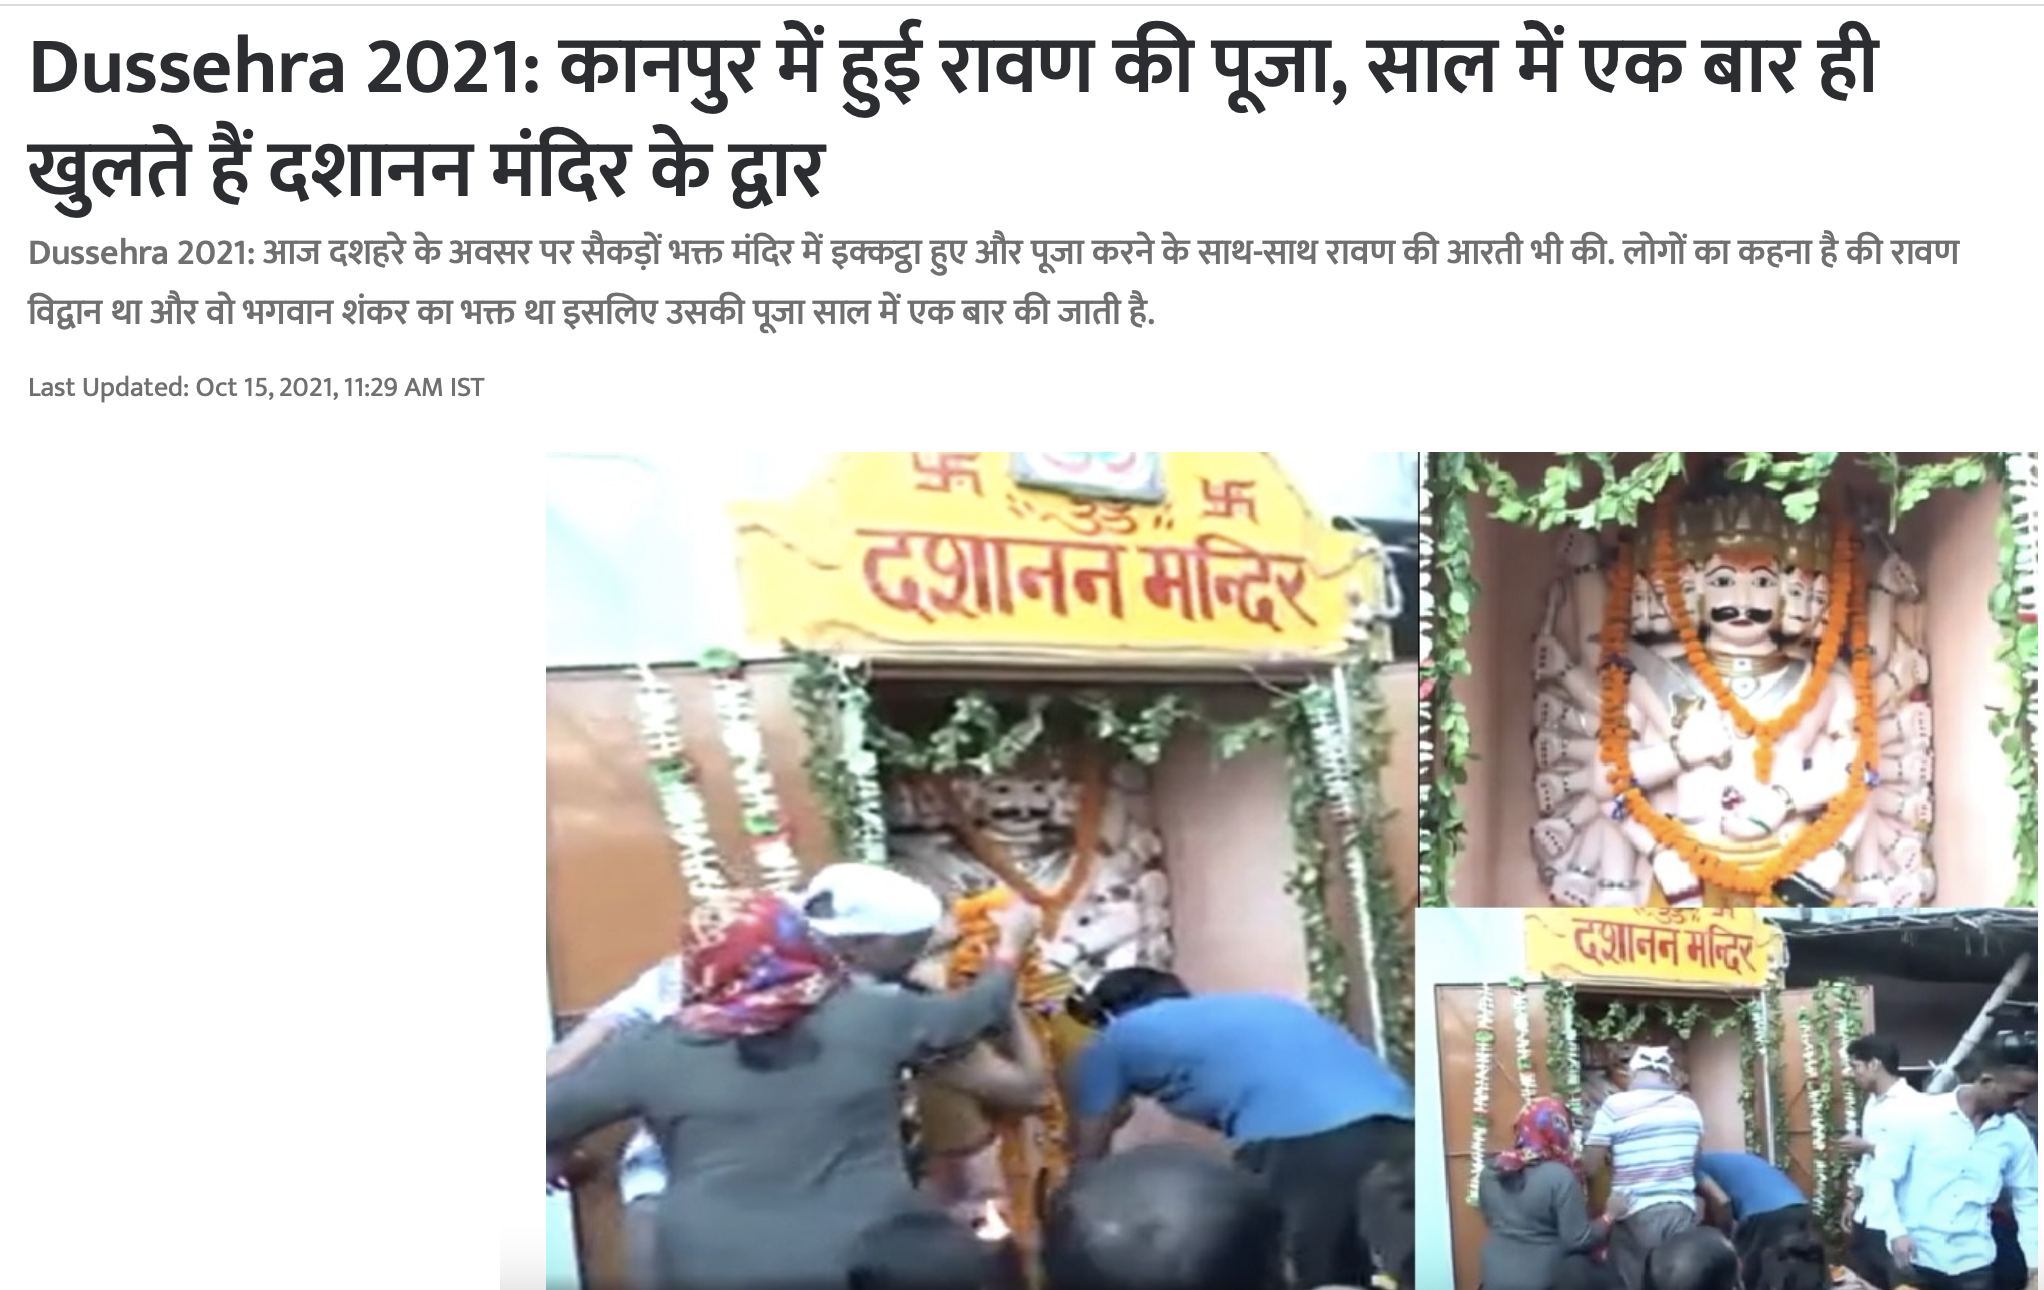 Dussehra 2021: कानपुर में हुई रावण की पूजा, साल में एक बार ही
खुलते हैं दशानन मंदिर के द्वार
Dussehra 2021: आज दशहरे के अवसर पर सैकड़ों भक्त मंदिर में इक्कट्ठा हुए और पूजा करने के साथ-साथ रावण की आरती भी की. लोगों का कहना है की रावण
विद्वान था और वो भगवान शंकर का भक्त था इसलिए उसकी पूजा साल में एक बार की जाती है.
Last Updated: Oct 15, 2021, 11:29 AM IST
दशानन मन्दिर
दशानन मन्दिर